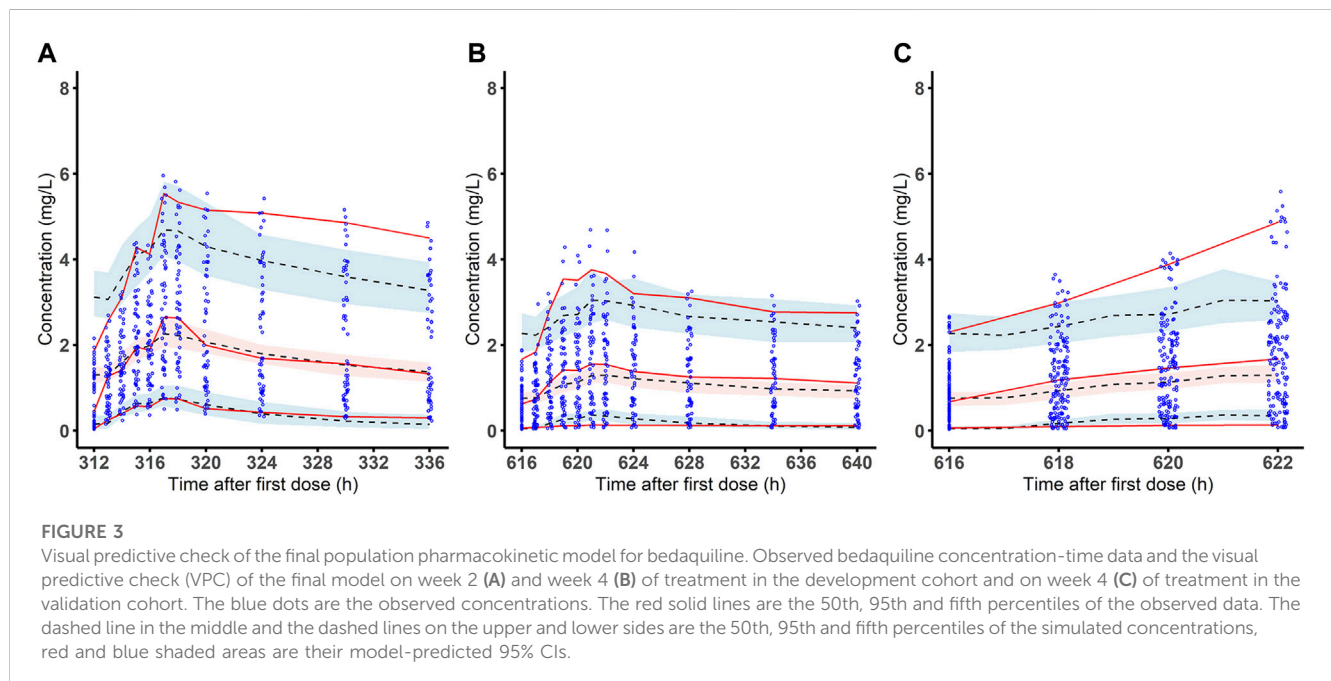 A
B
C
Concentration (mg/L)
8
6
4
2
0
312 316 320 324 328 332 336
Time after first dose (h)
Concentration (mg/L)
8
6
4
2
0
616 620 624 628 632 636 640
Time after first dose (h)
Concentration (mg/L)
8
6
4
2
0
616 618 620 622
Time after first dose (h)
FIGURE 3
Visual predictive check of the final population pharmacokinetic model for bedaquiline. Observed bedaquiline concentration-time data and the visual
predictive check (VPC) of the final model on week 2 (A) and week 4 (B) of treatment in the development cohort and on week 4 (C) of treatment in the
validation cohort. The blue dots are the observed concentrations. The red solid lines are the 50th, 95th and fifth percentiles of the observed data. The
dashed line in the middle and the dashed lines on the upper and lower sides are the 50th, 95th and fifth percentiles of the simulated concentrations,
red and blue shaded areas are their model-predicted 95% CIs.